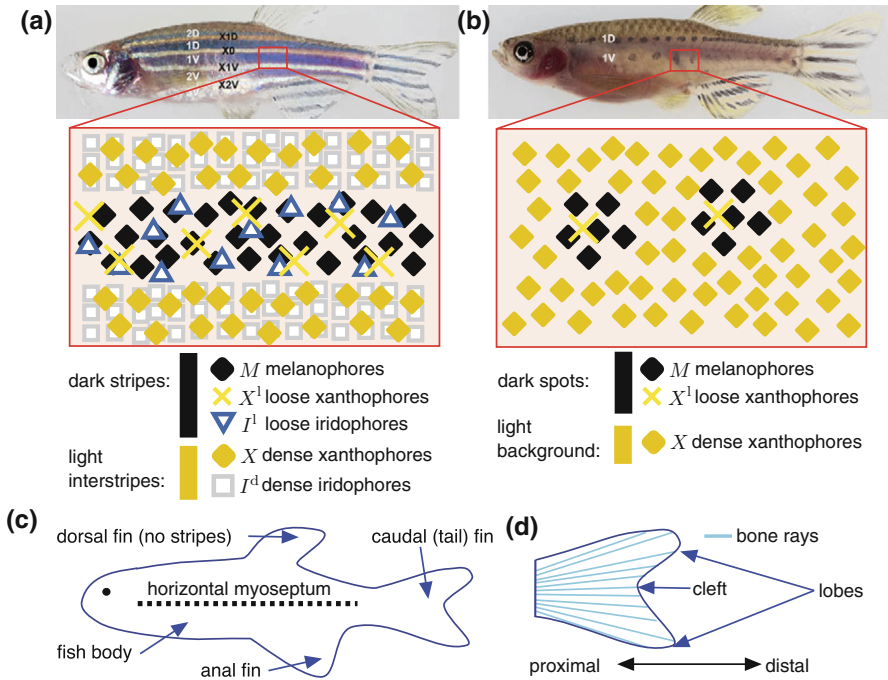 (a)
2D
X1D
1D
X0
1V
X1V
2V
X2V
(b)
1D
1V
dark stripes:
M melanophores
X¹ loose xanthophores
I¹ loose iridophores
light interstripes:
X dense xanthophores
Iᵈ dense iridophores
dark spots:
M melanophores
X¹ loose xanthophores
light background:
X dense xanthophores
(c)
dorsal fin (no stripes)
caudal (tail) fin
horizontal myoseptum
fish body
anal fin
(d)
bone rays
cleft
lobes
proximal
distal